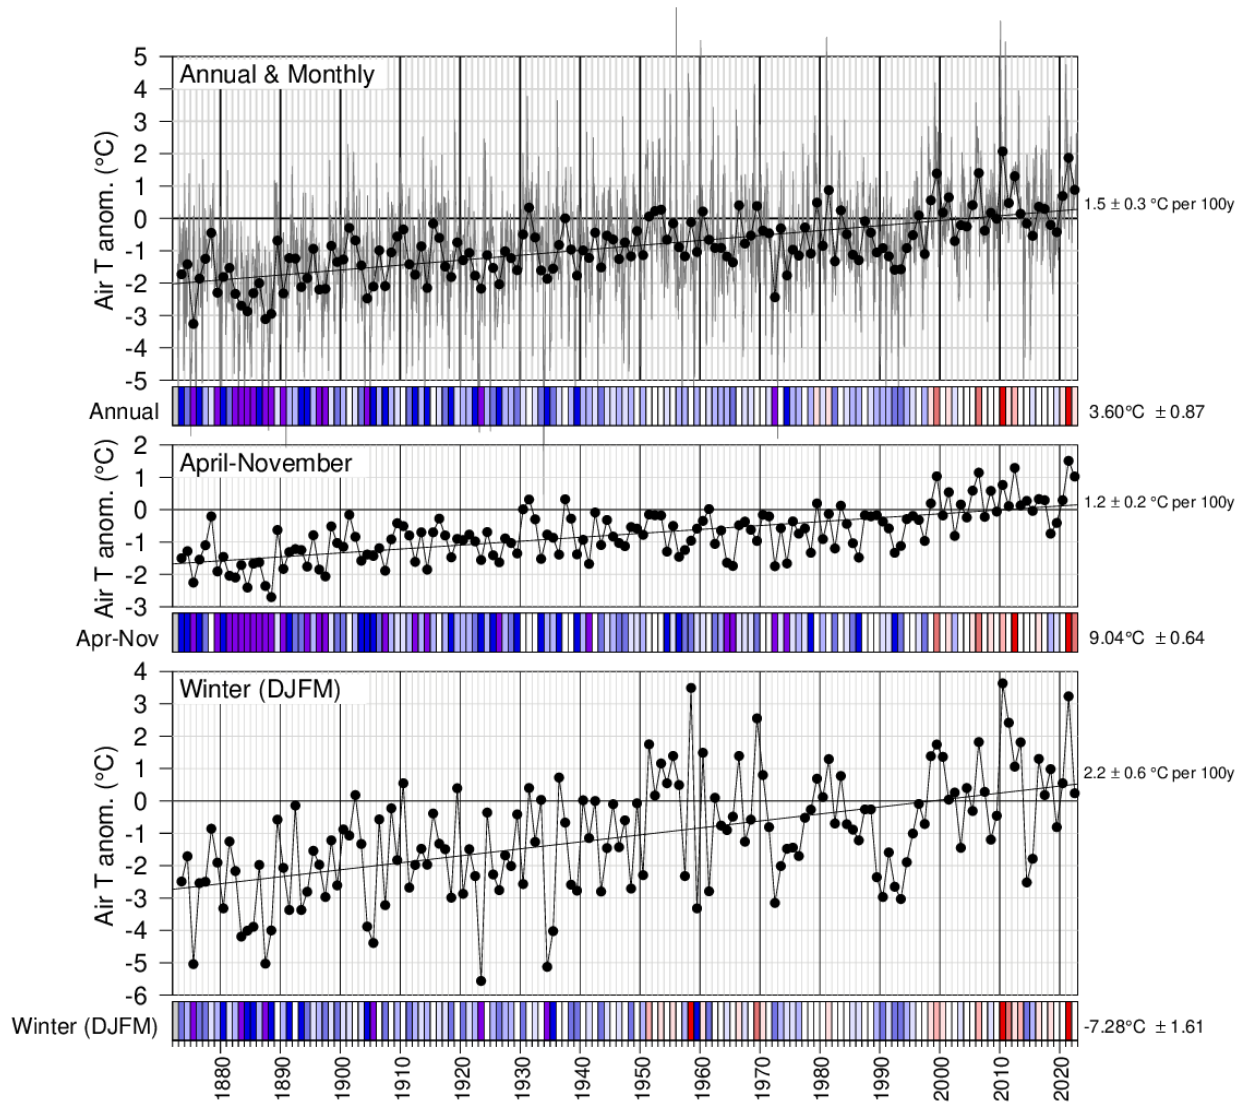 5
Annual & Monthly
4
3
2
1
0
-1
-2
-3
-4
-5
Air T anom. (°C)
1.5 ± 0.3 °C per 100y
Annual
3.60°C ± 0.87
2
April-November
1
0
-1
-2
-3
Air T anom. (°C)
1.2 ± 0.2 °C per 100y
Apr-Nov
9.04°C ± 0.64
4
Winter (DJFM)
3
2
1
0
-1
-2
-3
-4
-5
-6
Air T anom. (°C)
2.2 ± 0.6 °C per 100y
Winter (DJFM)
-7.28°C ± 1.61
1880 1890 1900 1910 1920 1930 1940 1950 1960 1970 1980 1990 2000 2010 2020